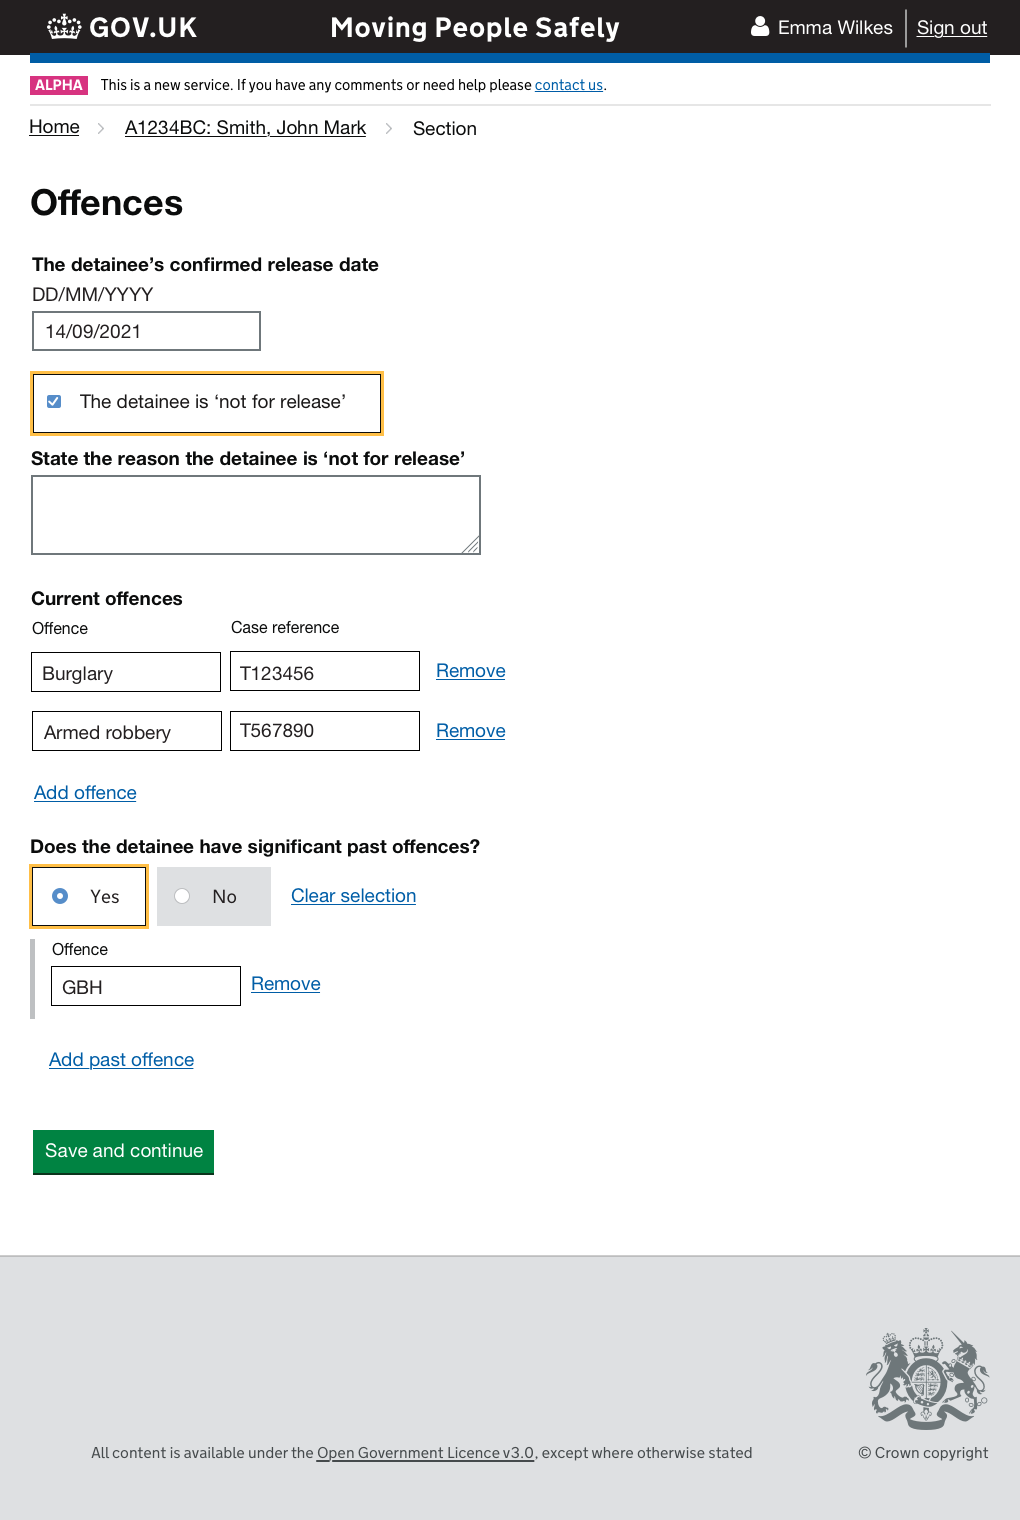 GOV.UK Moving People Safely Emma Wilkes Sign out
ALPHA This is a new service. If you have any comments or need help please contact us.
Home A1234BC: Smith, John Mark Section
Offences
The detainee’s confirmed release date
DD/MM/YYYY
14/09/2021
The detainee is ‘not for release’
State the reason the detainee is ‘not for release’
Current offences
Offence Case reference
Burglary T123456 Remove
Armed robbery T567890 Remove
Add offence
Does the detainee have significant past offences?
Yes No Clear selection
Offence
GBH Remove
Add past offence
Save and continue
All content is available under the Open Government Licence v3.0, except where otherwise stated © Crown copyright